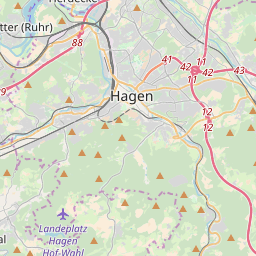 Herdecke
tter (Ruhr)
88
41
11
42
42
43
11
Hagen
12
12
Landeplatz
Hagen
Hof-Wahl
al